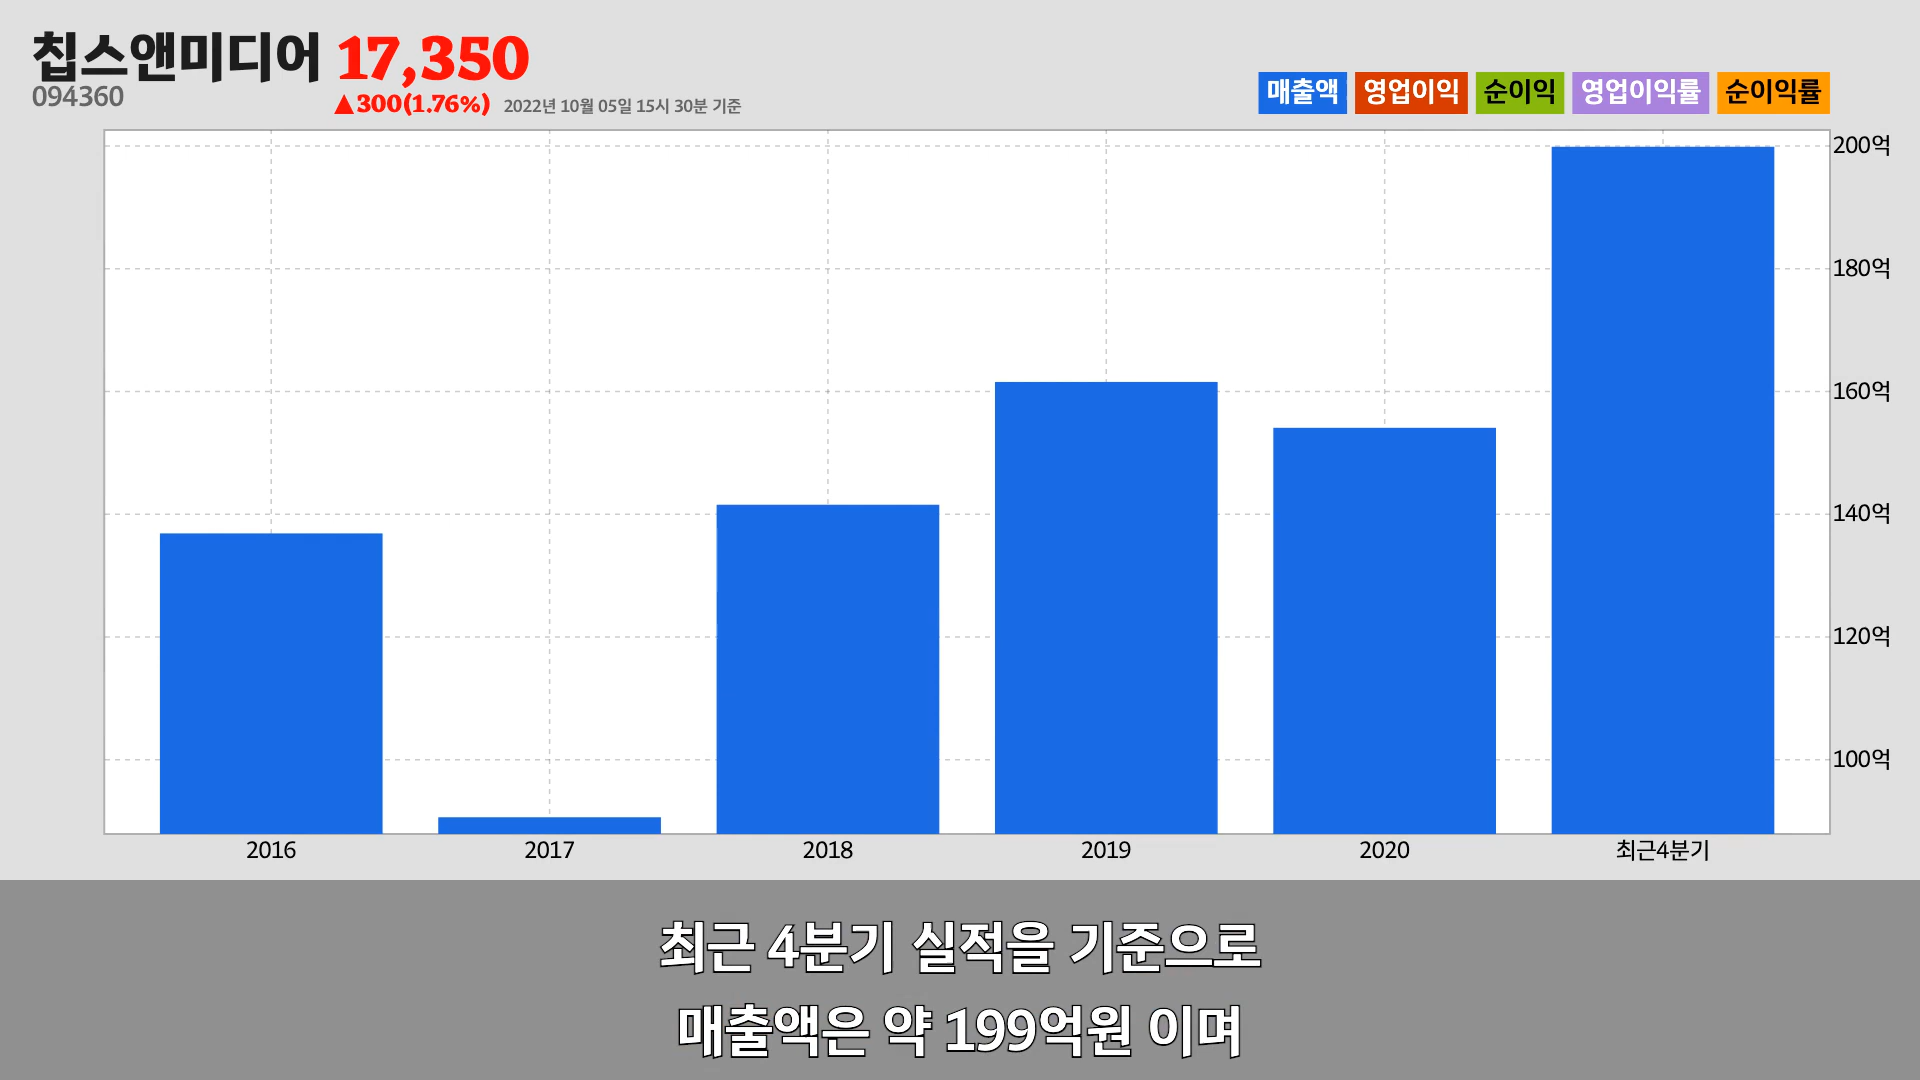 칩스앤미디어 17,350
094360
▲300(1.76%) 2022년 10월 05일 15시 30분 기준
매출액 영업이익 순이익 영업이익률 순이익률
200억
180억
160억
140억
120억
100억
2016 2017 2018 2019 2020 최근4분기
최근 4분기 실적을 기준으로
매출액은 약 199억원 이며